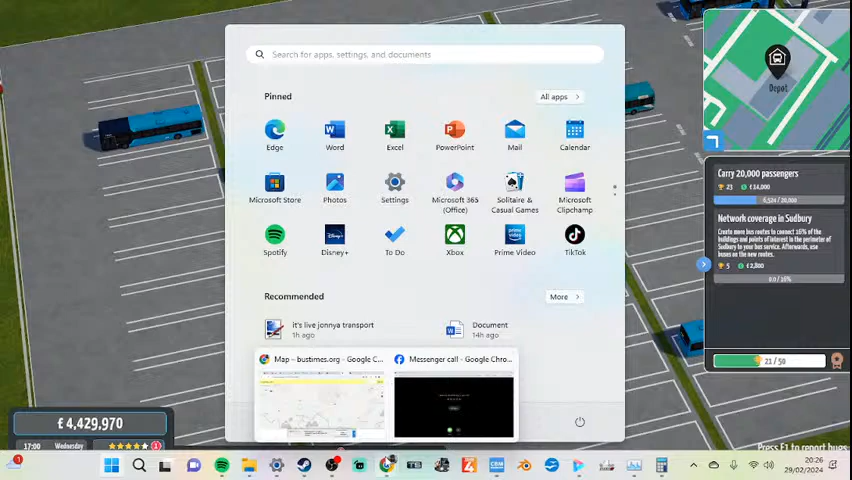 Search for apps, settings, and documents
Pinned
All apps
Edge
Word
Excel
PowerPoint
Mail
Calendar
Microsoft Store
Photos
Settings
Microsoft 365
(Office)
Solitaire &
Casual Games
Microsoft
Clipchamp
Spotify
Disney+
To Do
Xbox
Prime Video
TikTok
Recommended
More
it's live jonnya transport
1h ago
Document
14h ago
Map – bustimes.org - Google C...
Messenger call - Google Chro...
Depot
Carry 20,000 passengers
23 £14,000
6,524 / 20,000
Network coverage in Sudbury
Create more bus routes to connect 16% of the
buildings and points of interest in the perimeter of
Sudbury to your bus service. Afterwards, use
buses on the new routes.
5 £2,800
0.0 / 16%
21 / 50
£ 4,429,970
17:00 Wednesday
Press F1 to report bugs
20:26
29/02/2024